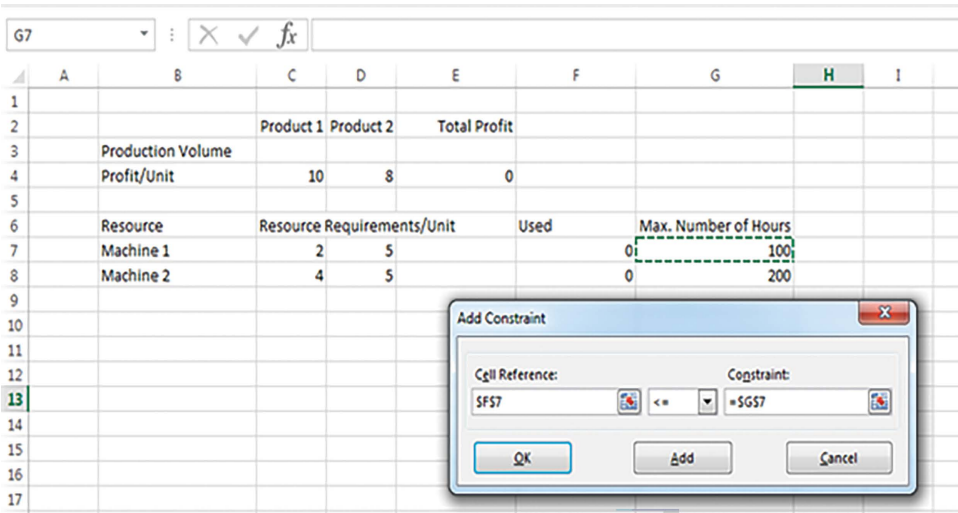 G7 fx
A B C D E F G H I
1
2 Product 1 Product 2 Total Profit
3 Production Volume
4 Profit/Unit 10 8 0
5
6 Resource Resource Requirements/Unit Used Max. Number of Hours
7 Machine 1 2 5 0 100
8 Machine 2 4 5 0 200
9
10
11
12
13
14
15
16
17
Add Constraint
Cell Reference: Constraint:
$F$7 <= =$G$7
OK Add Cancel